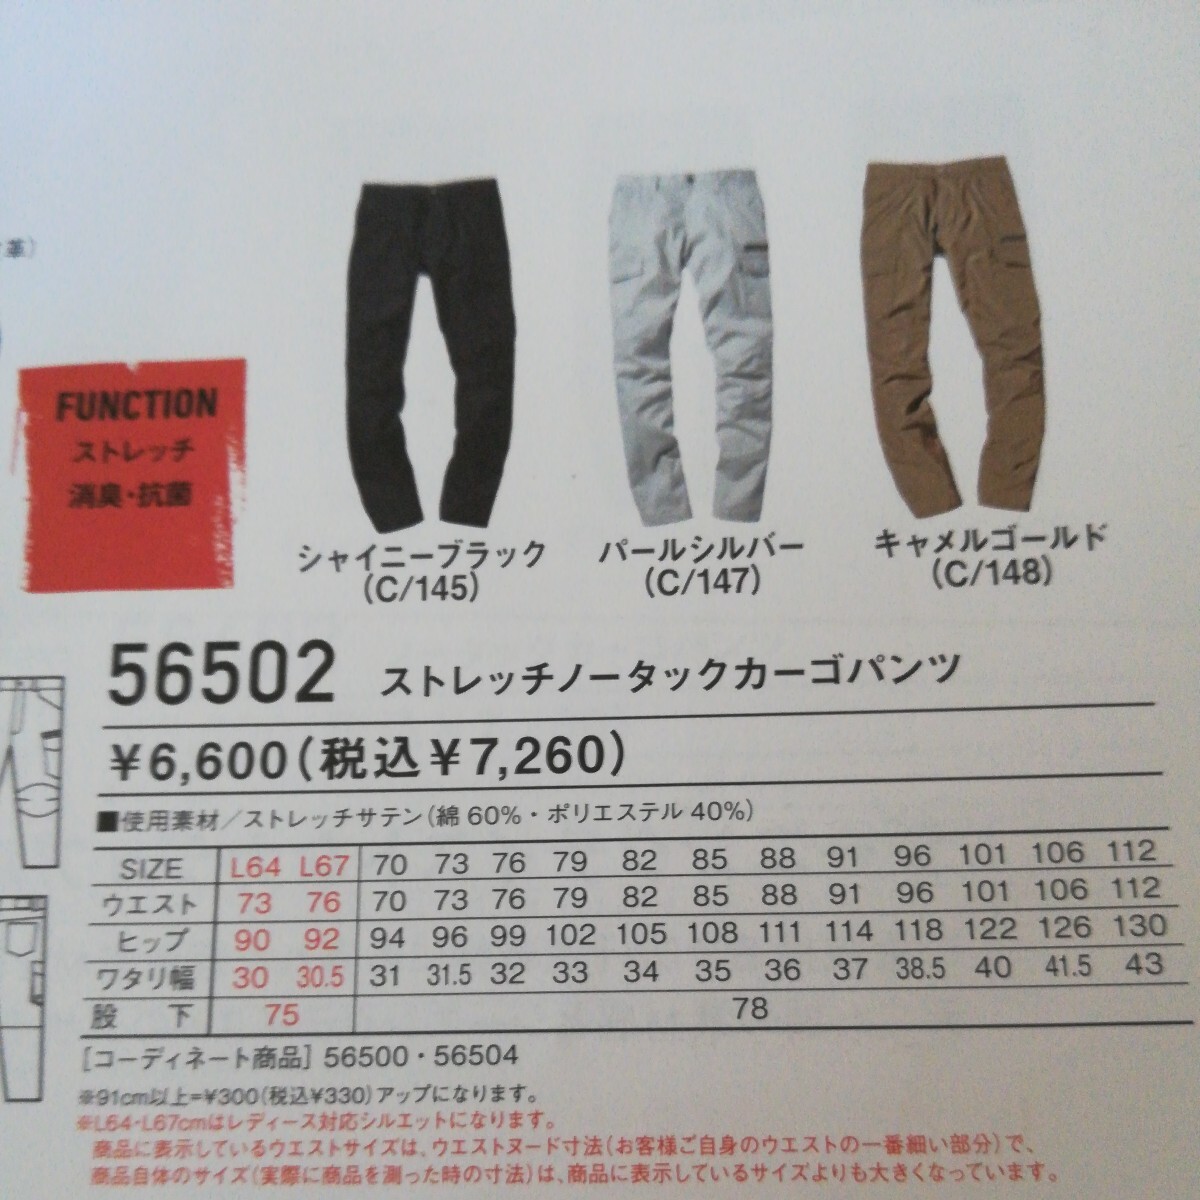 革)
FUNCTION
ストレッチ
消臭・抗菌
シャイニーブラック
(C/145)
パールシルバー
(C/147)
キャメルゴールド
(C/148)
56502 ストレッチノータックカーゴパンツ
¥6,600(税込¥7,260)
■使用素材／ストレッチサテン(綿60%・ポリエステル40%)
SIZE L64 L67 70 73 76 79 82 85 88 91 96 101 106 112
ウエスト 73 76 70 73 76 79 82 85 88 91 96 101 106 112
ヒップ 90 92 94 96 99 102 105 108 111 114 118 122 126 130
ワタリ幅 30 30.5 31 31.5 32 33 34 35 36 37 38.5 40 41.5 43
股下 75 78
[コーディネート商品] 56500・56504
※91cm以上=¥300(税込¥330)アップになります。
※L64・L67cmはレディース対応シルエットになります。
商品に表示しているウエストサイズは、ウエストヌード寸法(お客様ご自身のウエストの一番細い部分)で、
商品自体のサイズ(実際に商品を測った時の寸法)は、商品に表示しているサイズよりも大きくなっています。